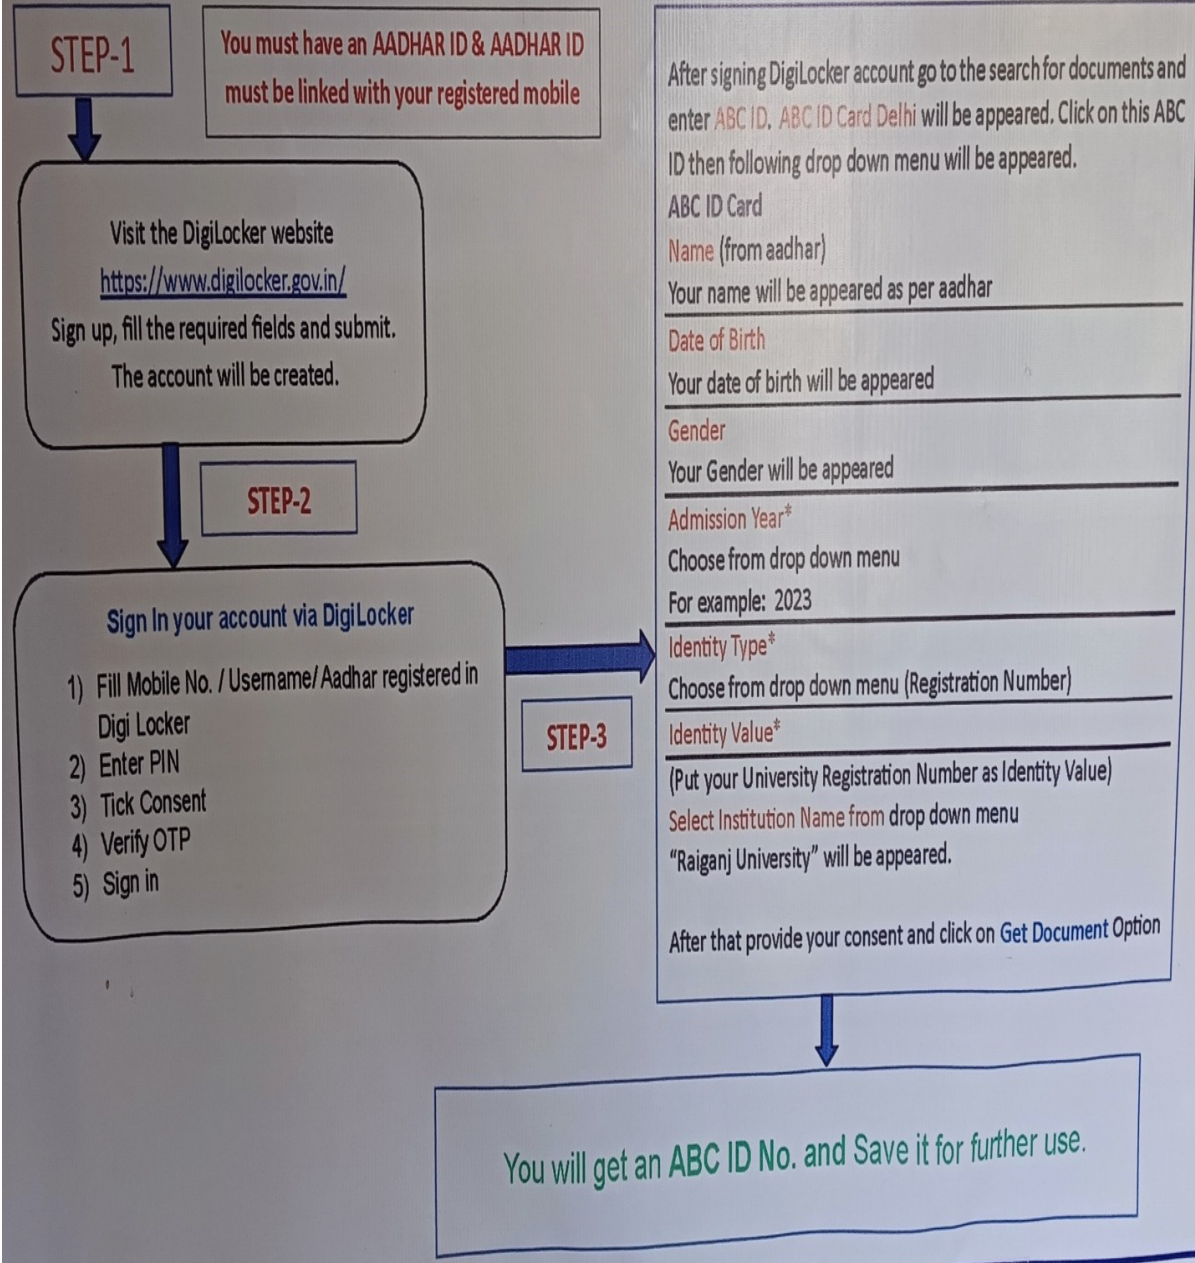 STEP-1
You must have an AADHAR ID & AADHAR ID
must be linked with your registered mobile
Visit the DigiLocker website
https://www.digilocker.gov.in/
Sign up, fill the required fields and submit.
The account will be created.
STEP-2
Sign In your account via DigiLocker
1) Fill Mobile No. / Username/ Aadhar registered in
Digi Locker
2) Enter PIN
3) Tick Consent
4) Verify OTP
5) Sign in
STEP-3
After signing DigiLocker account go to the search for documents and
enter ABC ID. ABC ID Card Delhi will be appeared. Click on this ABC
ID then following drop down menu will be appeared.
ABC ID Card
Name (from aadhar)
Your name will be appeared as per aadhar
Date of Birth
Your date of birth will be appeared
Gender
Your Gender will be appeared
Admission Year*
Choose from drop down menu
For example: 2023
Identity Type*
Choose from drop down menu (Registration Number)
Identity Value*
(Put your University Registration Number as Identity Value)
Select Institution Name from drop down menu
“Raiganj University” will be appeared.
After that provide your consent and click on Get Document Option
You will get an ABC ID No. and Save it for further use.